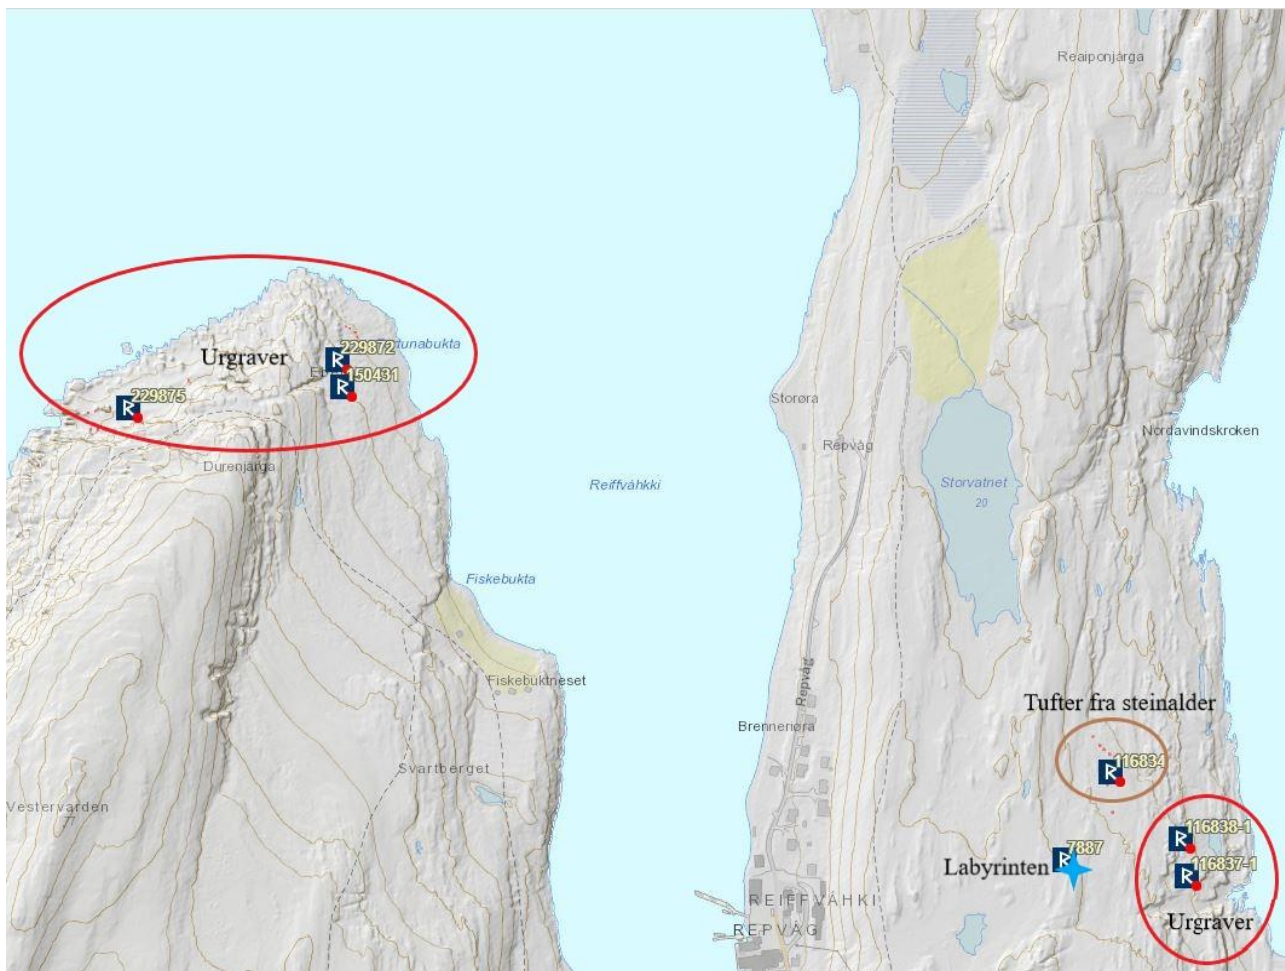 Reaiponjárga
229872
Urgraver
tunabukta
150431
229875
Storøra
Nordavindskroken
Repvåg
Durenjárga
Reiffváhkki
Storvatnet
20
Fiskebukta
Repvåg
Fiskebuktneset
Tufter fra steinalder
Brennerøra
116834
Svartberget
Vestervarden
116838-1
7887
Labyrinten
116837-1
REIFFVÁHKI
Urgraver
REPVÅG